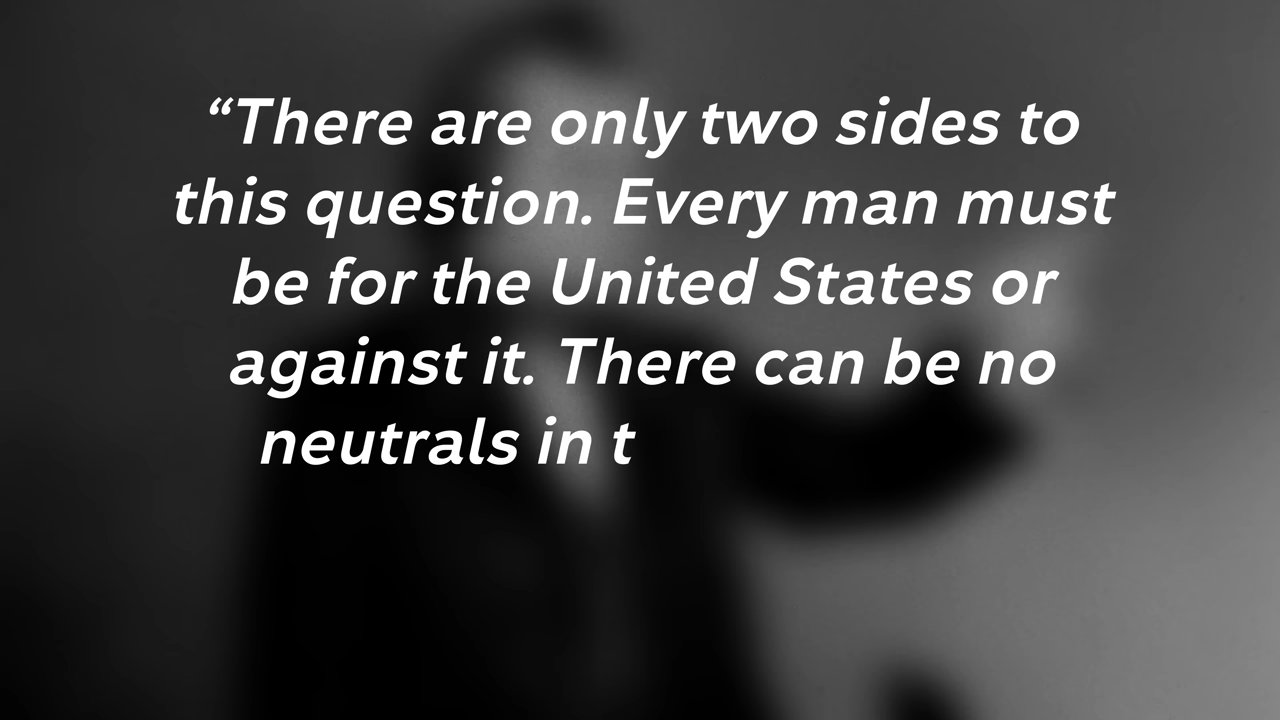 “There are only two sides to
this question. Every man must
be for the United States or
against it. There can be no
neutrals in t